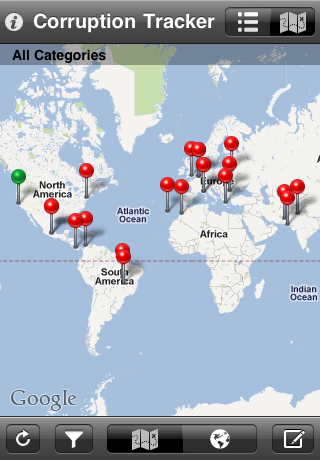 Corruption Tracker
All Categories
North
America
Europe
Atlantic
Ocean
Africa
South
America
Indian
Ocean
Google